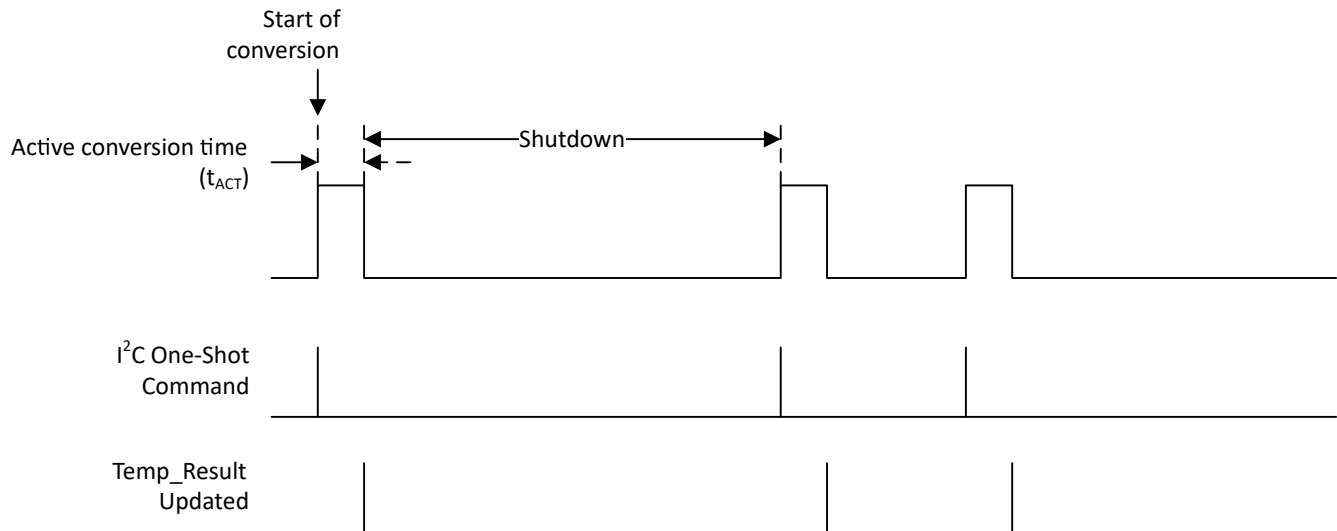 Start of
conversion
Active conversion time
(tACT)
Shutdown
I2C One-Shot
Command
Temp_Result
Updated